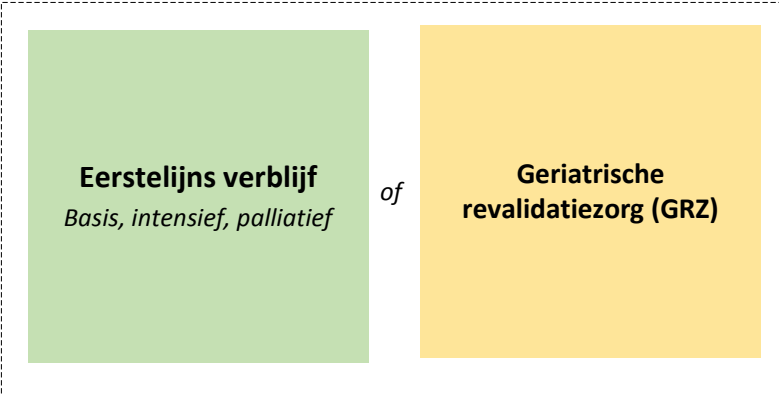 Eerstelijns verblijf
Basis, intensief, palliatief
of
Geriatrische
revalidatiezorg (GRZ)